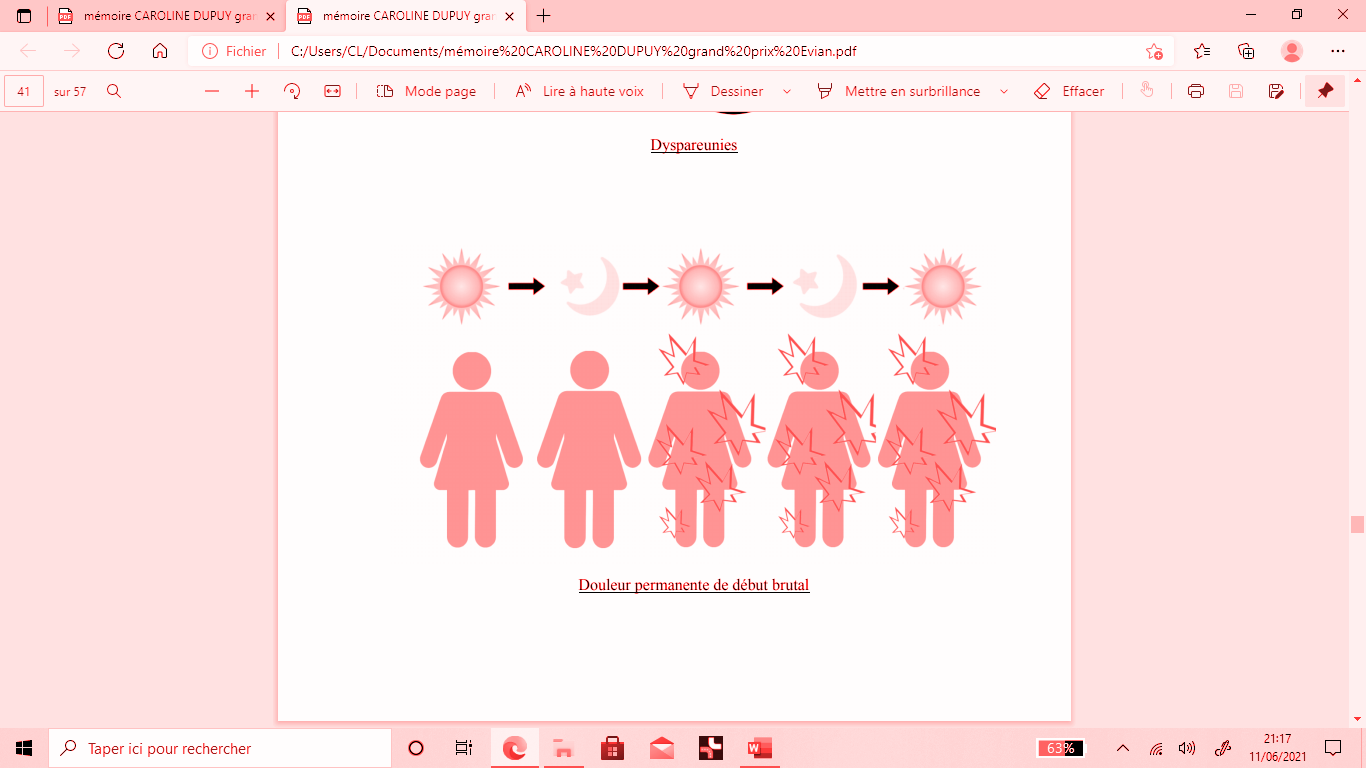 mémoire CAROLINE DUPUY gran
mémoire CAROLINE DUPUY gran
Fichier
C:/Users/CL/Documents/mémoire%20CAROLINE%20DUPUY%20grand%20prix%20Evian.pdf
41 sur 57
Mode page
Lire à haute voix
Dessiner
Mettre en surbrillance
Effacer
Dyspareunies
Douleur permanente de début brutal
Taper ici pour rechercher
63%
21:17
11/06/2021